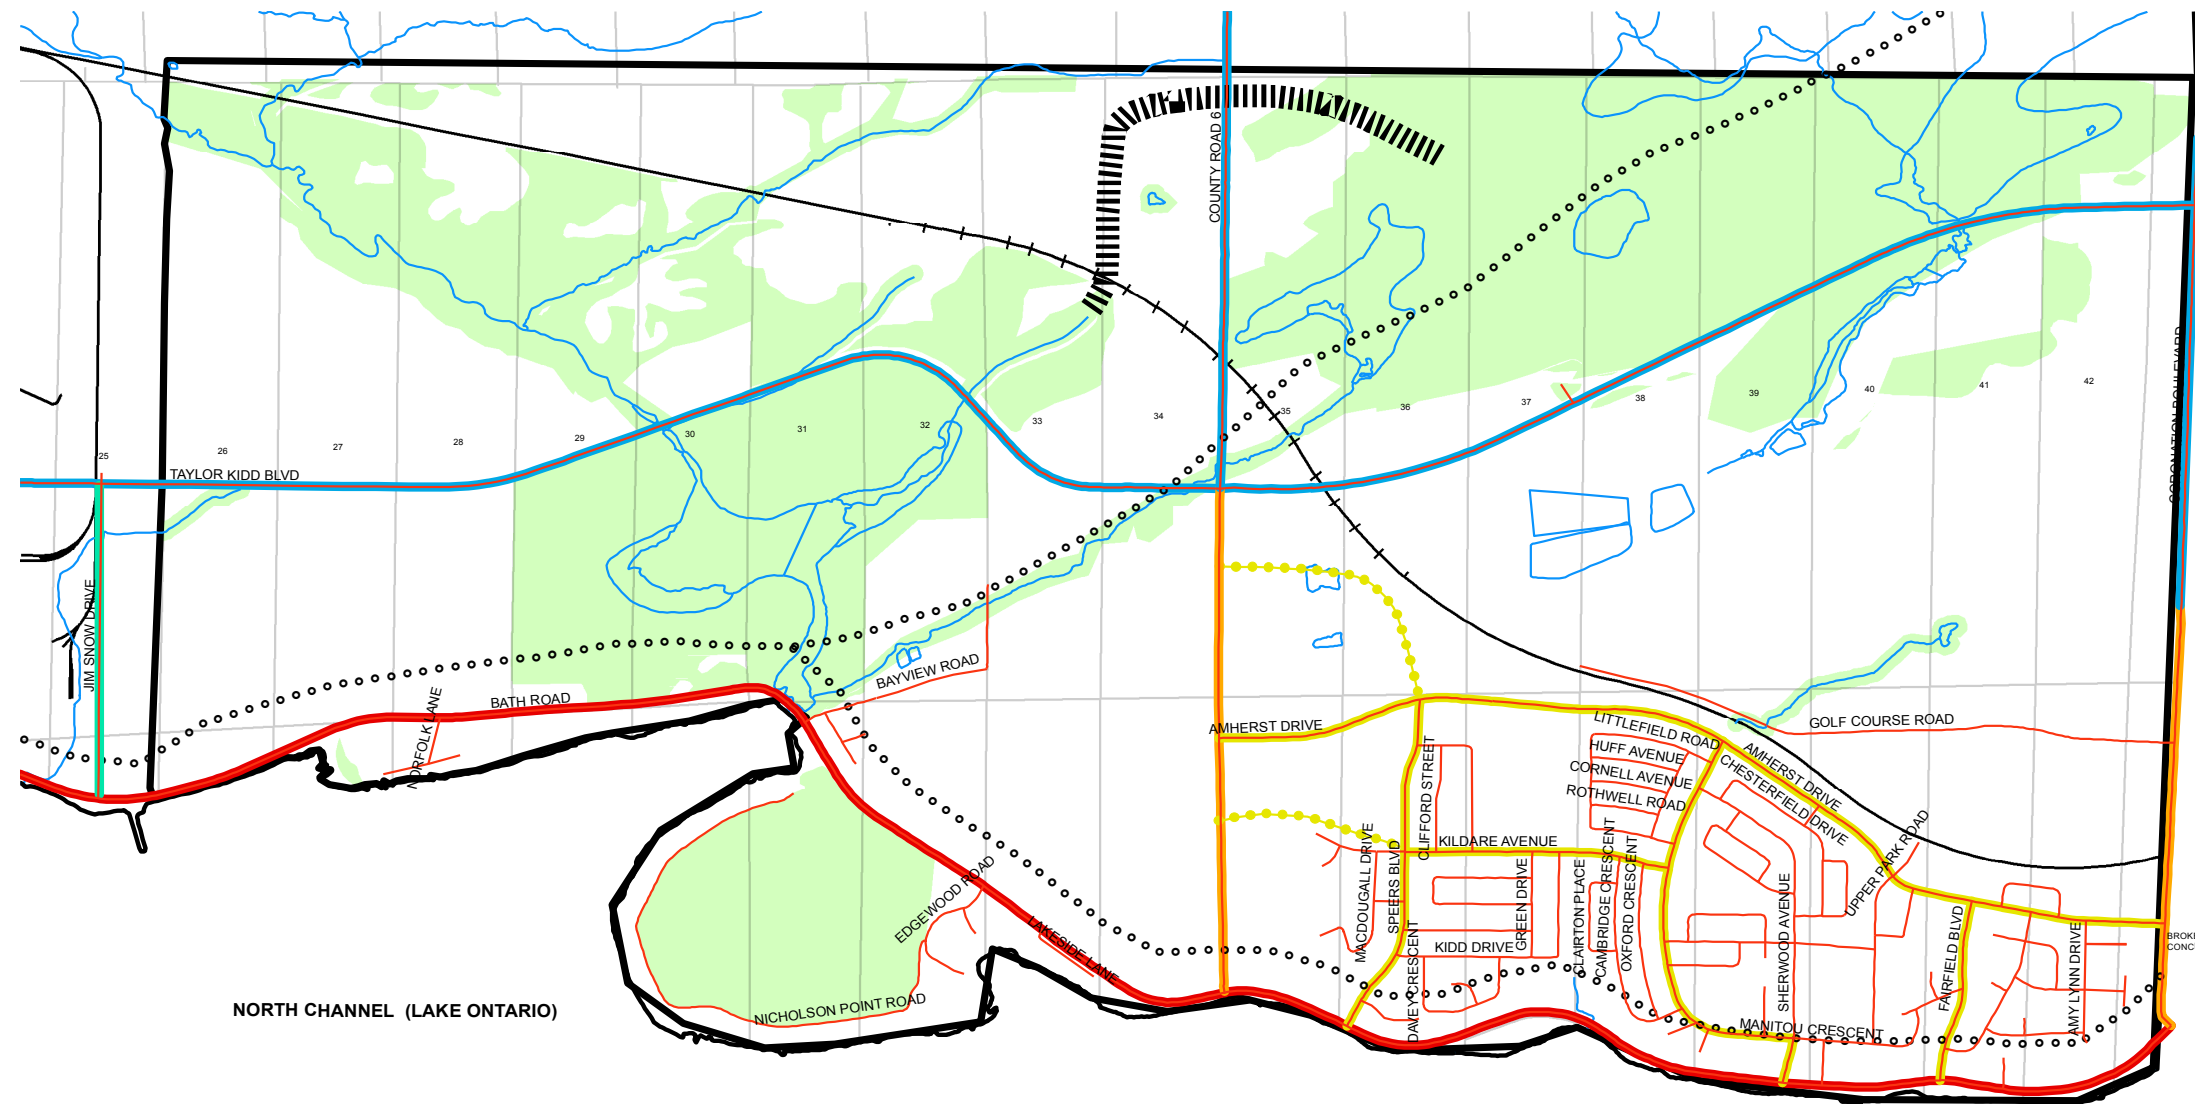 COUNTY ROAD 6
CORONATION BOULEVARD
25
26
27
28
29
30
31
32
33
34
35
36
37
38
39
40
41
42
TAYLOR KIDD BLVD
JIM SNOW DRIVE
NORFOLK LANE
BATH ROAD
BAYVIEW ROAD
AMHERST DRIVE
LITTLEFIELD ROAD
HUFF AVENUE
CORNELL AVENUE
ROTHWELL ROAD
AMHERST DRIVE
CHESTERFIELD DRIVE
GOLF COURSE ROAD
CLIFFORD STREET
KILDARE AVENUE
MACDOUGALL DRIVE
SPEERS BLVD
DAVEY CRESCENT
KIDD DRIVE
GREEN DRIVE
CLAIRTON PLACE
CAMBRIDGE CRESCENT
OXFORD CRESCENT
SHERWOOD AVENUE
UPPER PARK ROAD
FAIRFIELD BLVD
AMY LYNN DRIVE
MANITOU CRESCENT
BROK
CONC
EDGEWOOD ROAD
LAKESIDE LANE
NICHOLSON POINT ROAD
NORTH CHANNEL (LAKE ONTARIO)